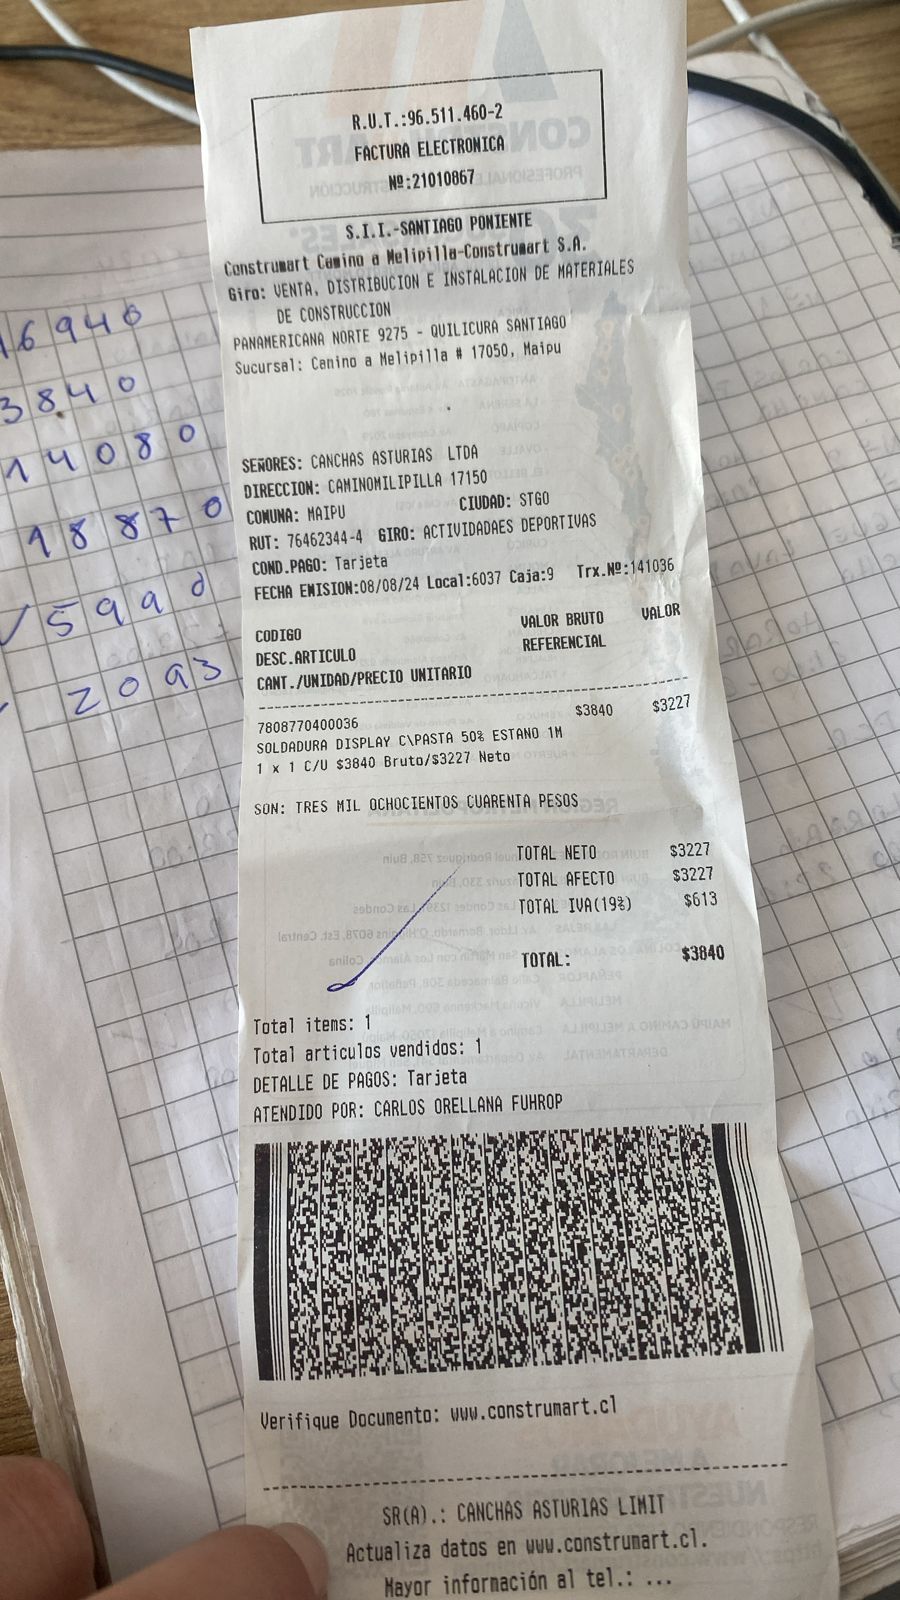 R.U.T.:96.511.460-2
FACTURA ELECTRONICA
Nº:21010867
S.I.I.-SANTIAGO PONIENTE
Construmart Camino a Melipilla-Construmart S.A.
Giro: VENTA, DISTRIBUCION E INSTALACION DE MATERIALES
DE CONSTRUCCION
PANAMERICANA NORTE 9275 - QUILICURA SANTIAGO
Sucursal: Camino a Melipilla # 17050, Maipu
SEÑORES: CANCHAS ASTURIAS LTDA
DIRECCION: CAMINOMILIPILLA 17150
COMUNA: MAIPU CIUDAD: STGO
RUT: 76462344-4 GIRO: ACTIVIDADAES DEPORTIVAS
COND.PAGO: Tarjeta
FECHA EMISION:08/08/24 Local:6037 Caja:9 Trx.Nº:141036
CODIGO VALOR BRUTO VALOR
DESC.ARTICULO REFERENCIAL
CANT./UNIDAD/PRECIO UNITARIO
7808770400036 $3840 $3227
SOLDADURA DISPLAY C\PASTA 50% ESTANO 1M
1 x 1 C/U $3840 Bruto/$3227 Neto
SON: TRES MIL OCHOCIENTOS CUARENTA PESOS
TOTAL NETO $3227
TOTAL AFECTO $3227
TOTAL IVA(19%) $613
TOTAL: $3840
Total items: 1
Total articulos vendidos: 1
DETALLE DE PAGOS: Tarjeta
ATENDIDO POR: CARLOS ORELLANA FUHROP
Verifique Documento: www.construmart.cl
SR(A).: CANCHAS ASTURIAS LIMIT
Actualiza datos en www.construmart.cl.
Mayor información al tel.: ...
16940
3840
14080
18870
5990
2093